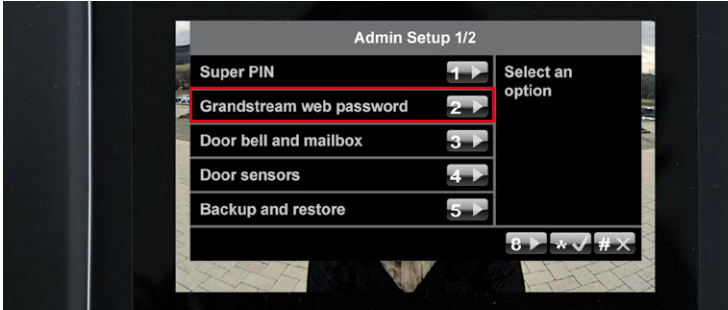 Admin Setup 1/2
Super PIN 1
Grandstream web password 2
Door bell and mailbox 3
Door sensors 4
Backup and restore 5
Select an
option
8 * #